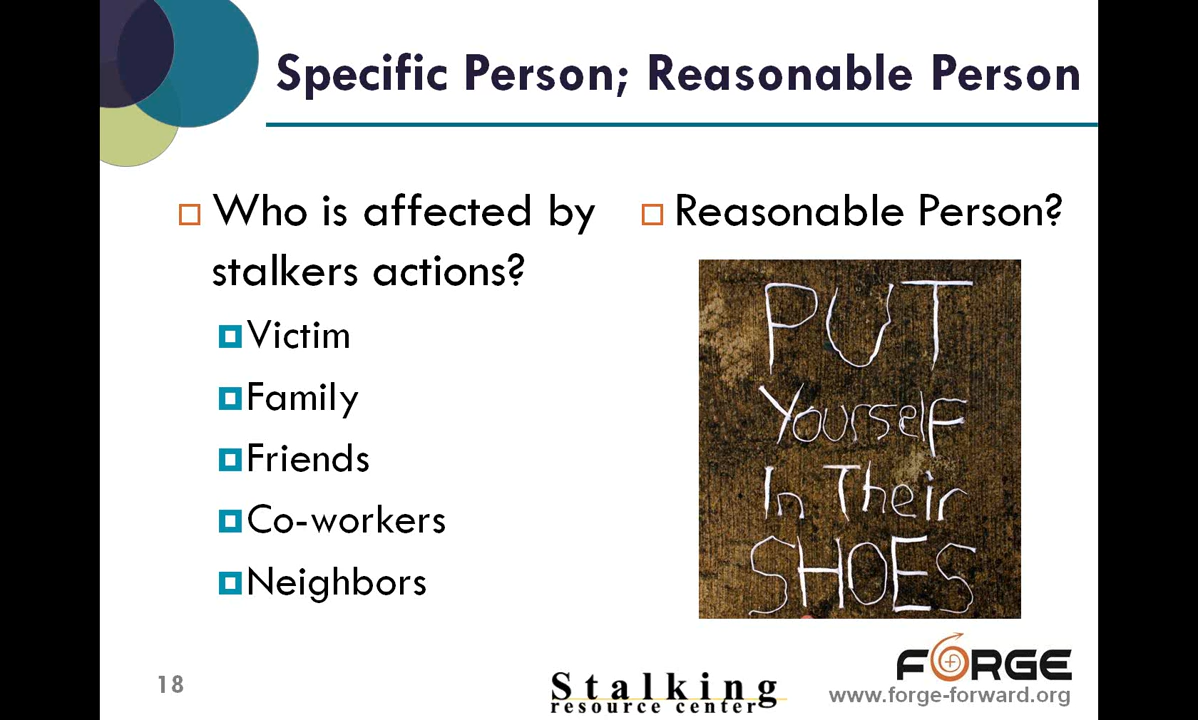 Specific Person; Reasonable Person
Who is affected by
stalkers actions?
Victim
Family
Friends
Co-workers
Neighbors
Reasonable Person?
PUT
Yourself
In Their
SHOES
18
Stalking
resource center
FORGE
www.forge-forward.org